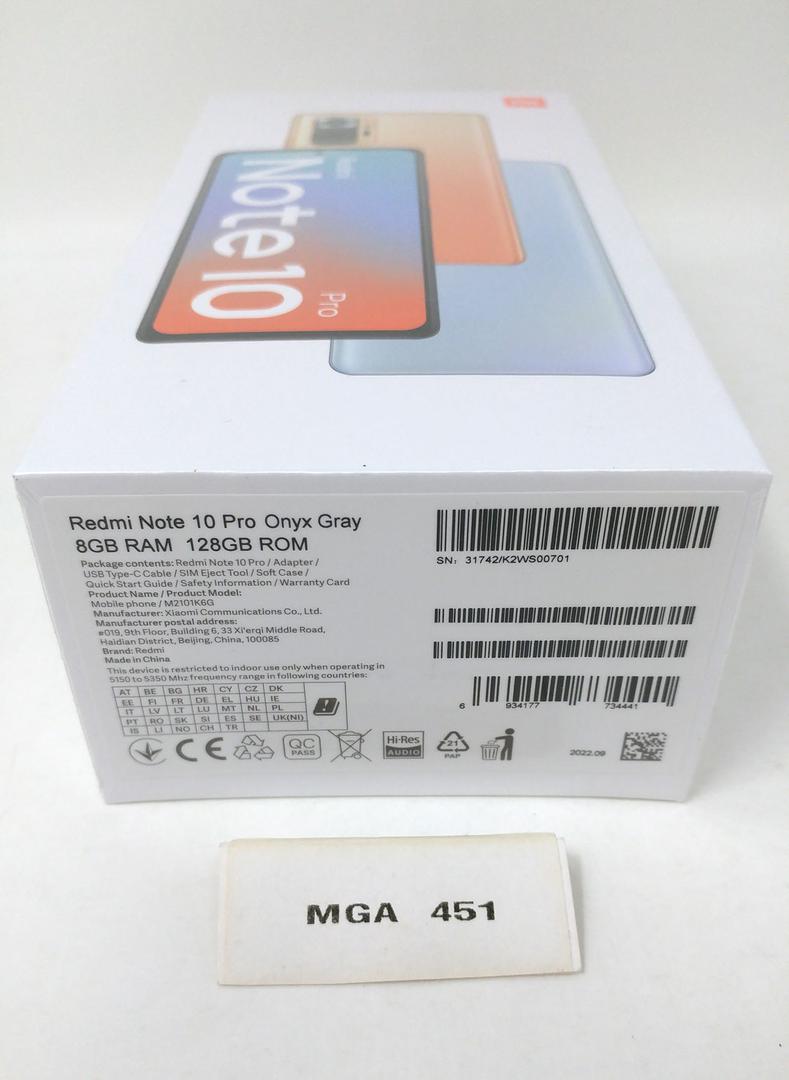 Redmi
Note 10
Pro
Redmi Note 10 Pro Onyx Gray
8GB RAM 128GB ROM
Package contents: Redmi Note 10 Pro / Adapter /
USB Type-C Cable / SIM Eject Tool / Soft Case /
Quick Start Guide / Safety Information / Warranty Card
Product Name / Product Model:
Mobile phone / M2101K6G
Manufacturer: Xiaomi Communications Co., Ltd.
Manufacturer postal address:
#019, 9th Floor, Building 6, 33 Xi'erqi Middle Road,
Haidian District, Beijing, China, 100085
Brand: Redmi
Made in China
This device is restricted to indoor use only when operating in
5150 to 5350 Mhz frequency range in following countries:
AT BE BG HR CY CZ DK
EE FI FR DE EL HU IE
IT LV LT LU MT NL PL
PT RO SK SI ES SE UK(NI)
IS LI NO CH TR
SN: 31742/K2WS00701
6 934177 734441
CE
QC
PASS
Hi-Res
AUDIO
21
PAP
2022.09
MGA 451